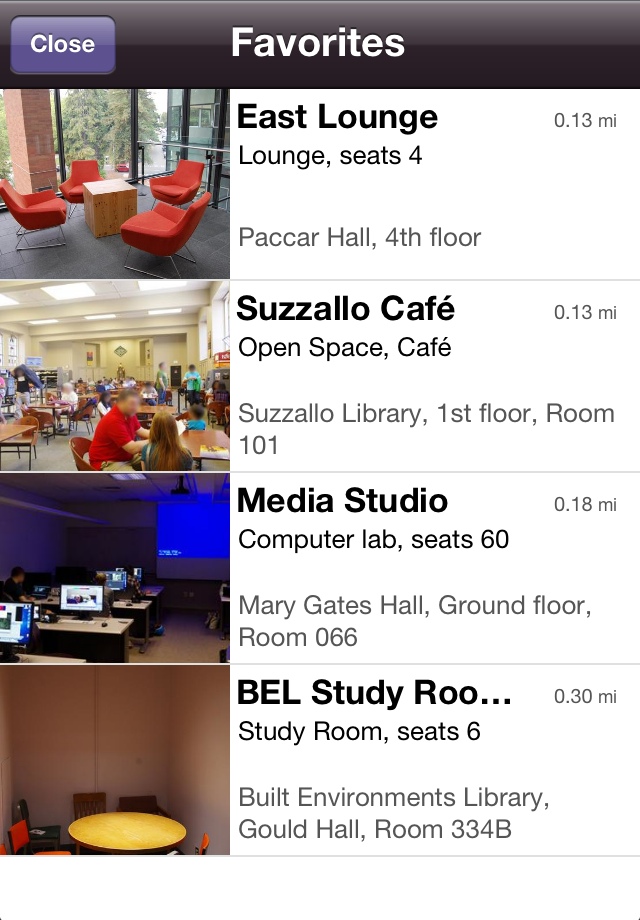 Close
Favorites
East Lounge
0.13 mi
Lounge, seats 4
Paccar Hall, 4th floor
Suzzallo Café
0.13 mi
Open Space, Café
Suzzallo Library, 1st floor, Room
101
Media Studio
0.18 mi
Computer lab, seats 60
Mary Gates Hall, Ground floor,
Room 066
BEL Study Roo...
0.30 mi
Study Room, seats 6
Built Environments Library,
Gould Hall, Room 334B